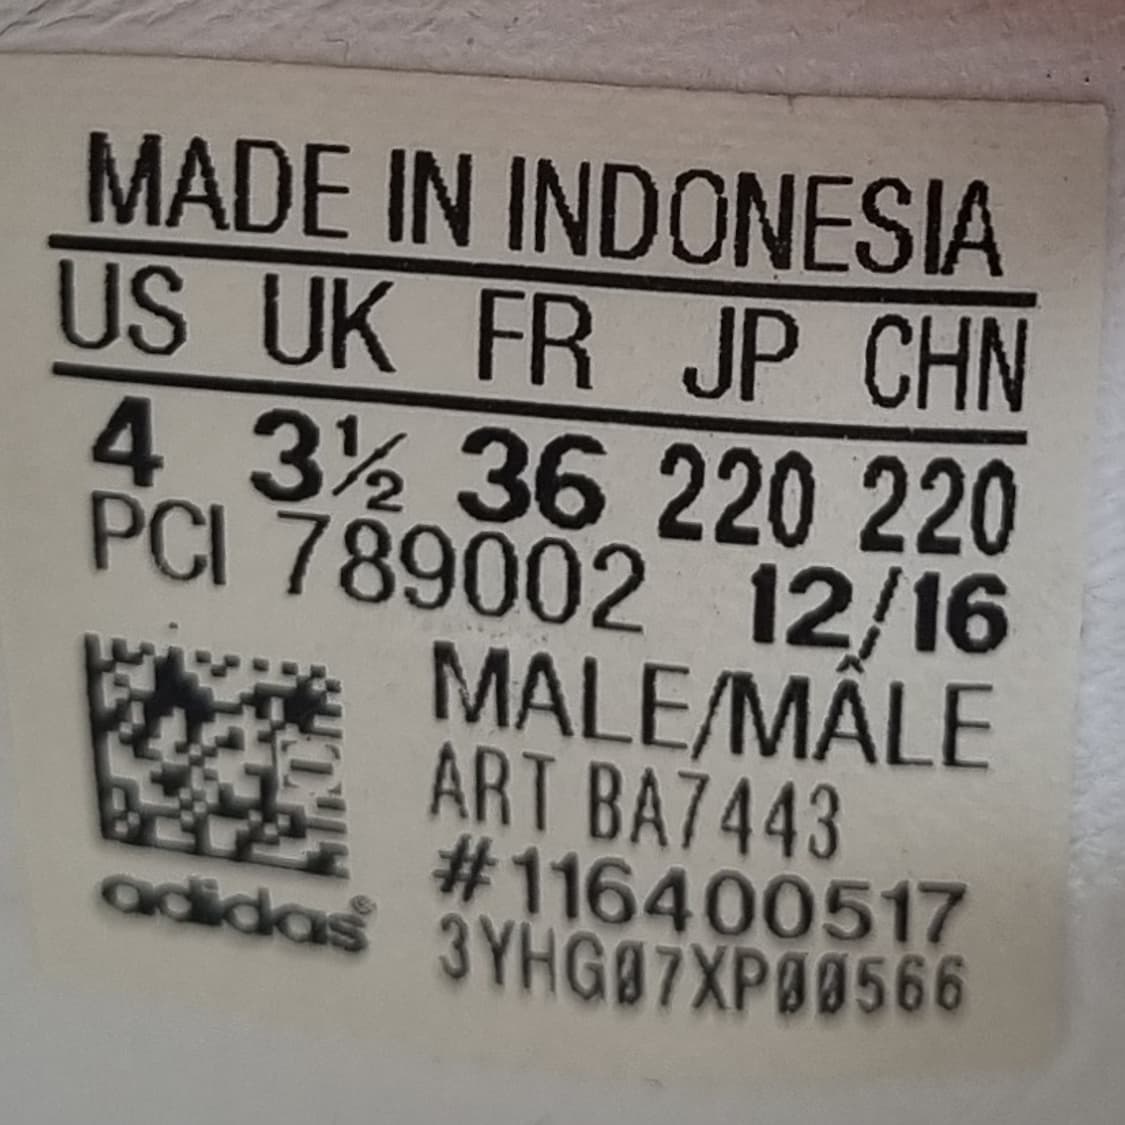 MADE IN INDONESIA
US UK FR JP CHN
4 3½ 36 220 220
PCI 789002 12/16
MALE/MÂLE
ART BA7443
#116400517
adidas®
3YHG07XP00566